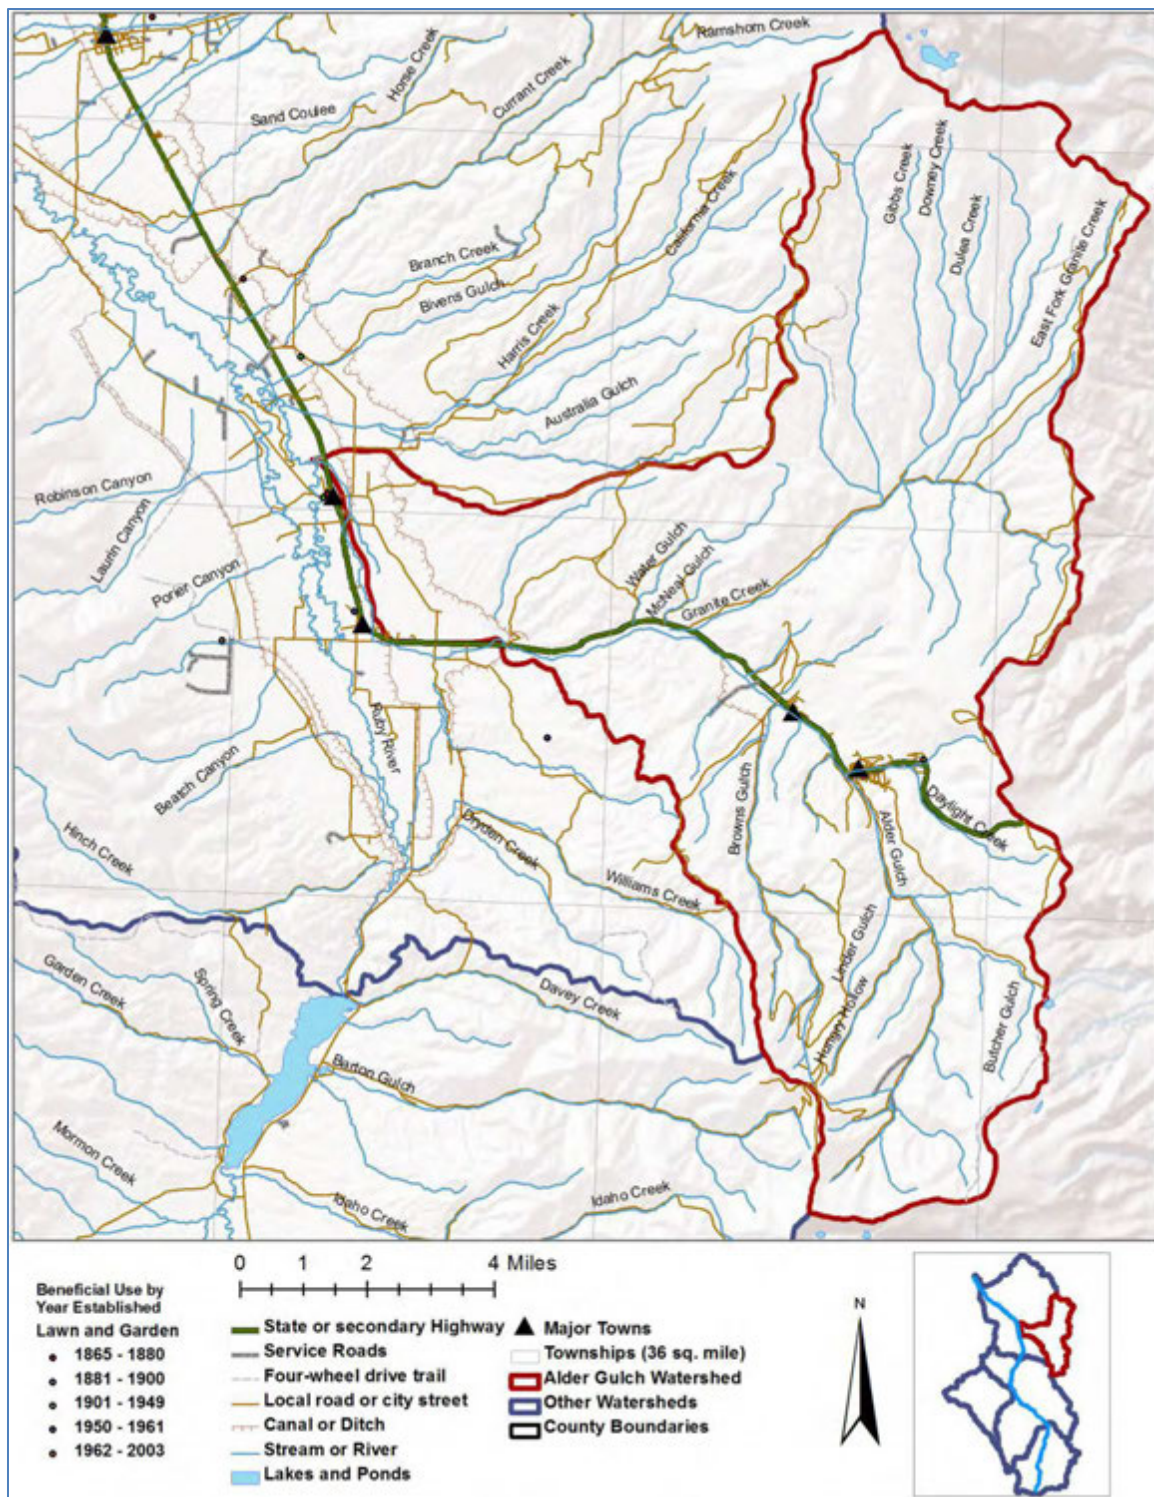 Ramshorn Creek
Horse Creek
Currant Creek
Sand Coulee
California Creek
Gibbs Creek
Downey Creek
Dulea Creek
East Fork Granite Creek
Branch Creek
Bivens Gulch
Harris Creek
Australia Gulch
Robinson Canyon
Laurin Canyon
Porier Canyon
Water Gulch
McNeal Gulch
Granite Creek
Ruby River
Beatch Canyon
Hinch Creek
Dryden Creek
Williams Creek
Browns Gulch
Alder Gulch
Daylight Creek
Under Gulch
Hungry Hollow
Butcher Gulch
Garden Creek
Spring Creek
Davey Creek
Barton Gulch
Mormon Creek
Idaho Creek
Idaho Creek
0 2 4 Miles
Beneficial Use by
Year Established
Lawn and Garden
1865 - 1880
1881 - 1900
1901 - 1949
1950 - 1961
1962 - 2003
State or secondary Highway
Service Roads
Four-wheel drive trail
Local road or city street
Canal or Ditch
Stream or River
Lakes and Ponds
Major Towns
Townships (36 sq. mile)
Alder Gulch Watershed
Other Watersheds
County Boundaries
N